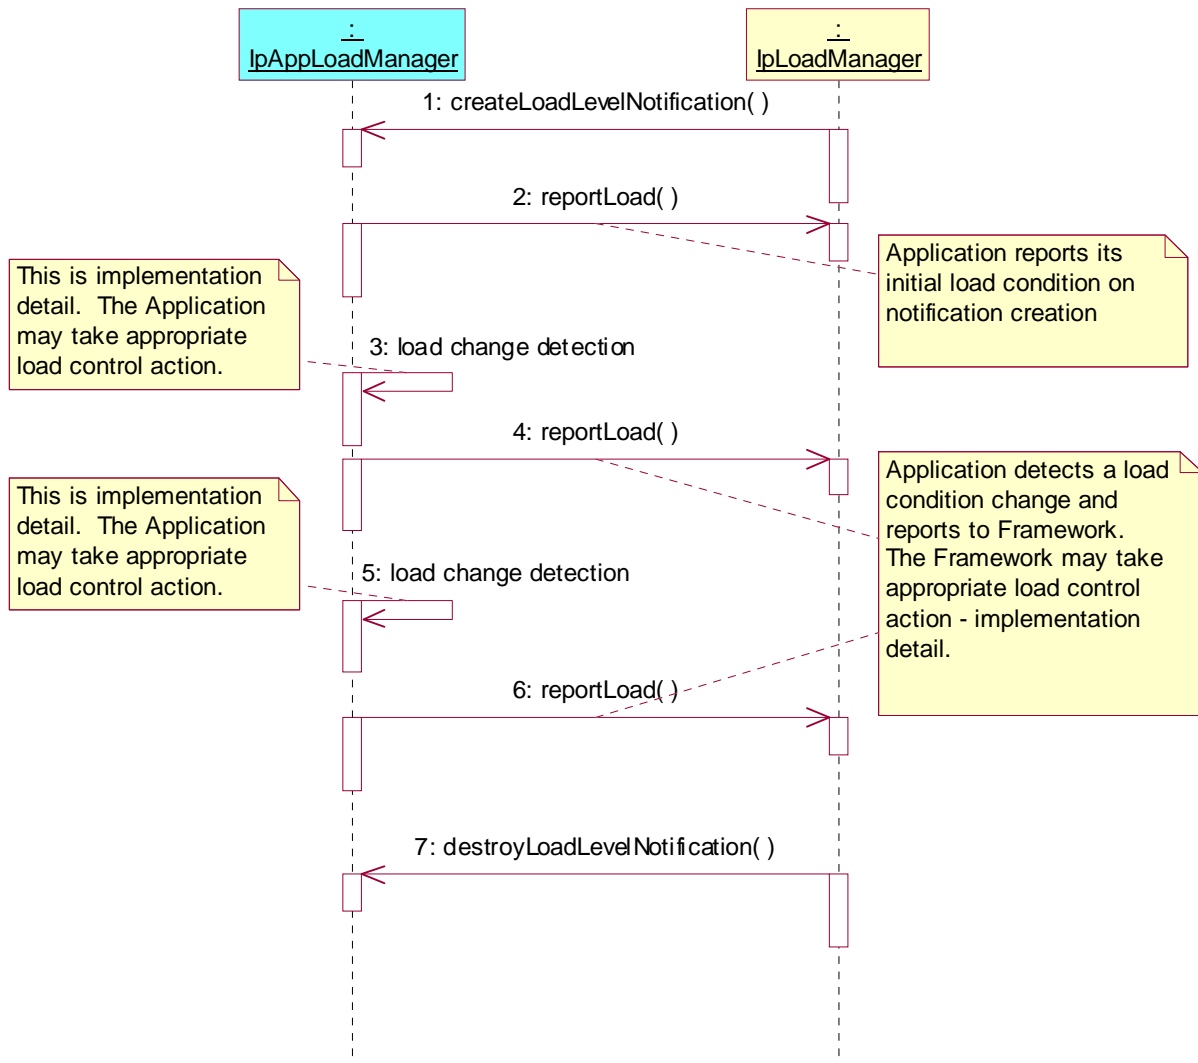 :
IpAppLoadManager
:
IpLoadManager
1: createLoadLevelNotification( )
2: reportLoad( )
Application reports its
initial load condition on
notification creation
This is implementation
detail.  The Application
may take appropriate
load control action.
3: load change detection
4: reportLoad( )
Application detects a load
condition change and
reports to Framework.
The Framework may take
appropriate load control
action - implementation
detail.
This is implementation
detail.  The Application
may take appropriate
load control action.
5: load change detection
6: reportLoad( )
7: destroyLoadLevelNotification( )